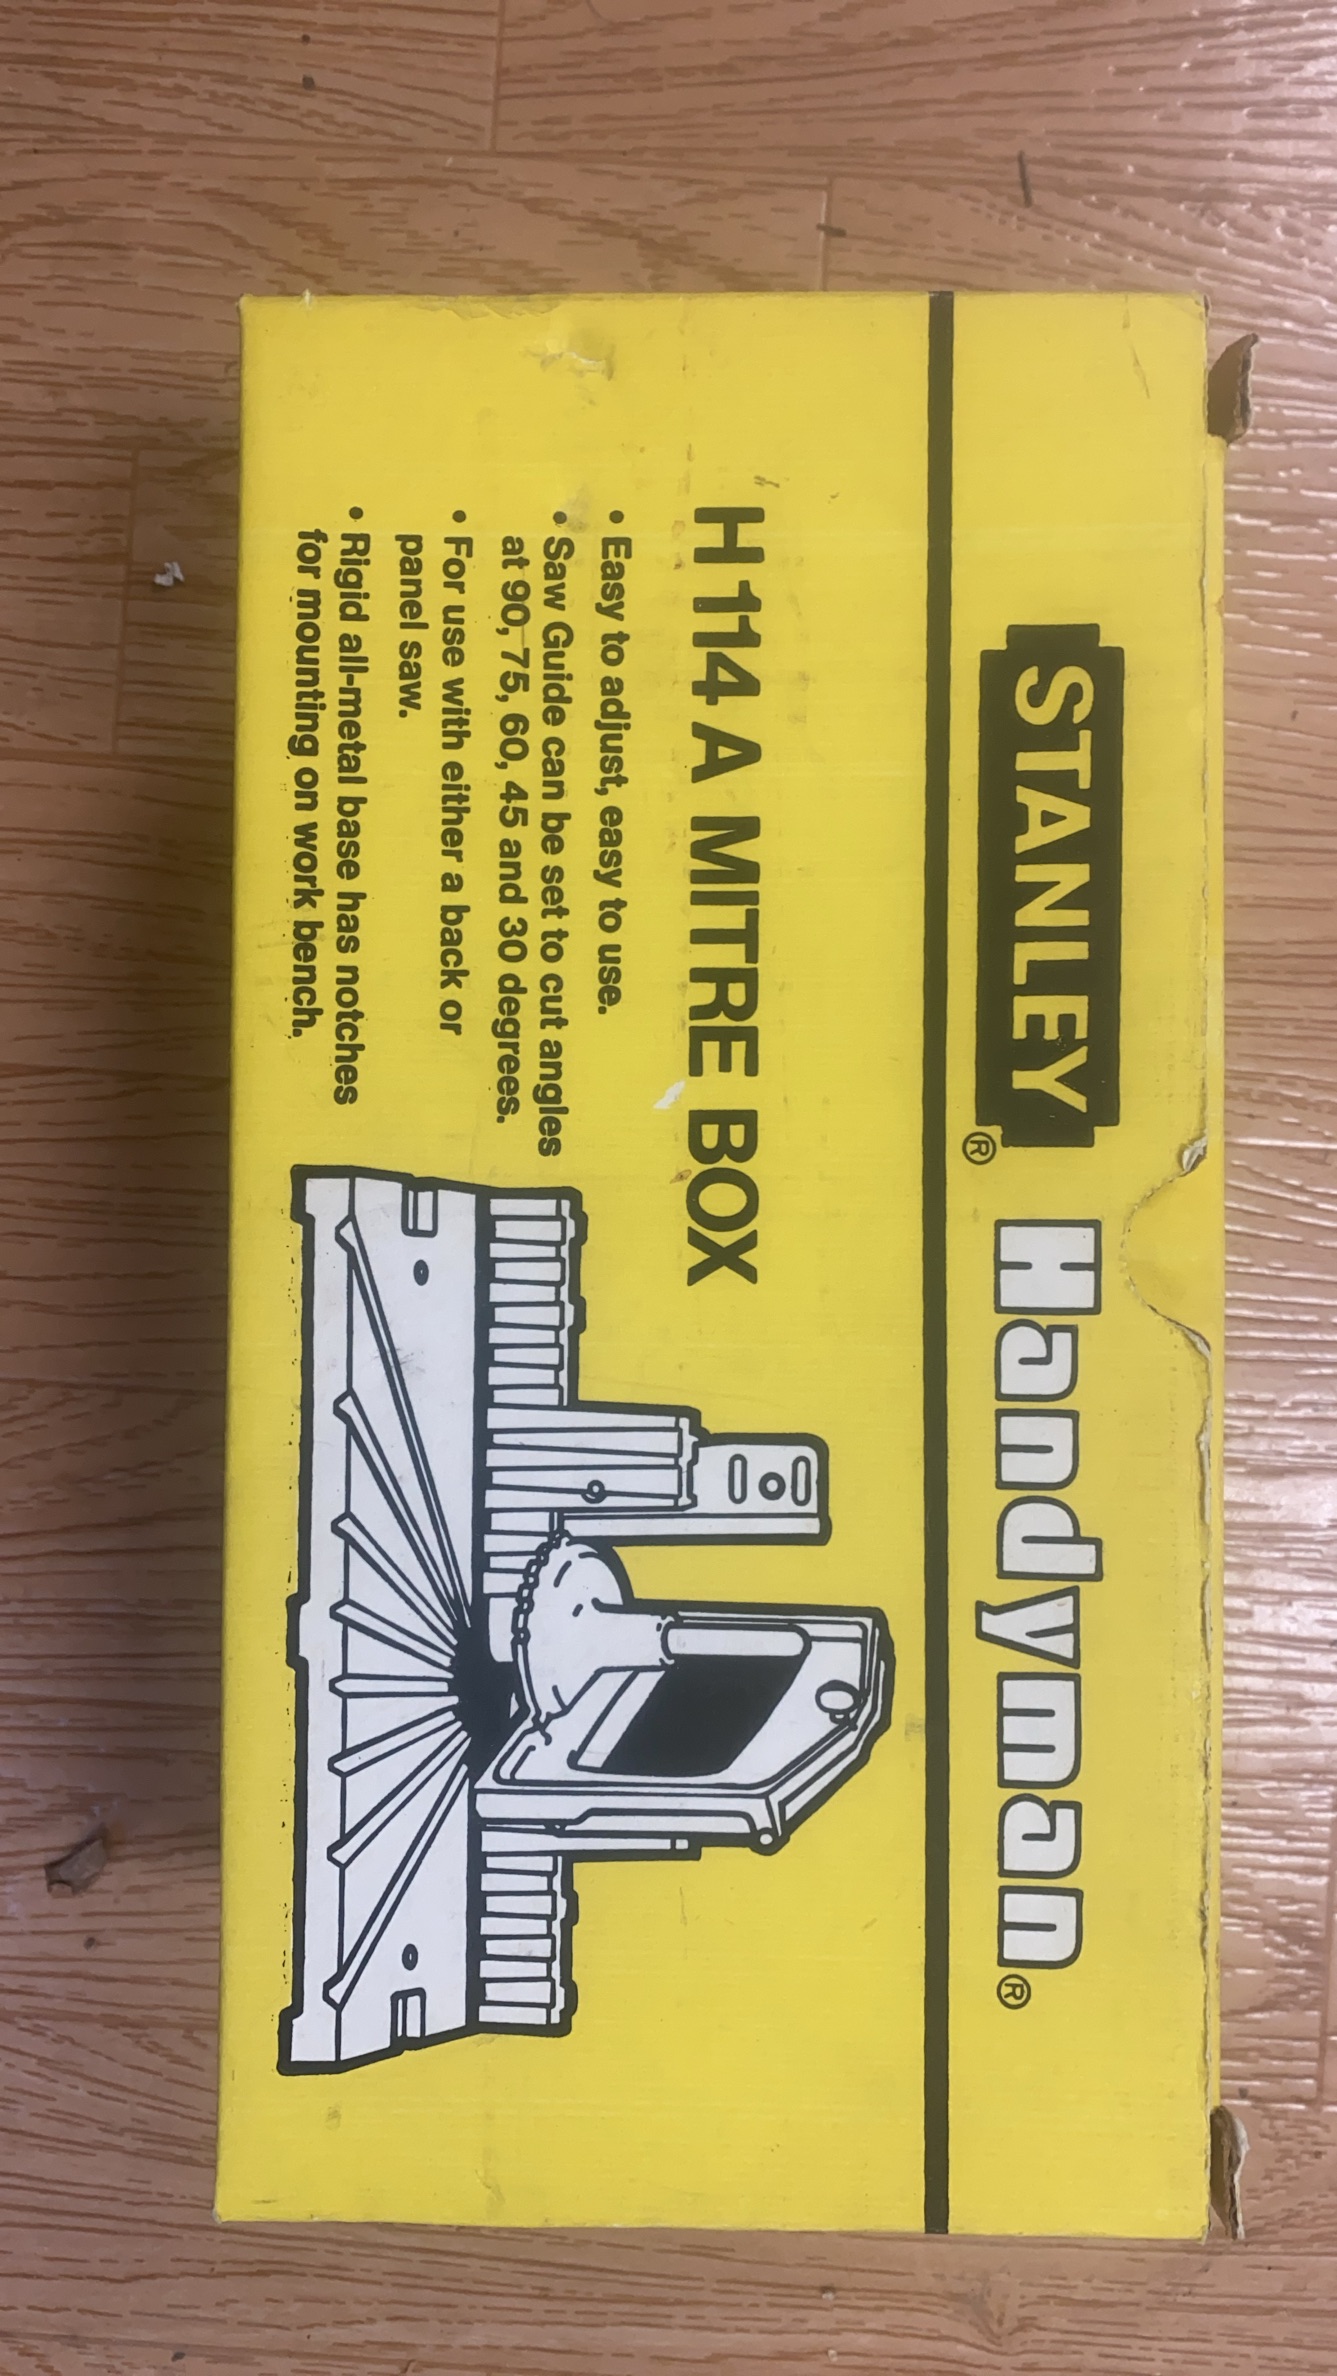 STANLEY® Handyman®
H114 A MITRE BOX
• Easy to adjust, easy to use.
• Saw Guide can be set to cut angles
at 90, 75, 60, 45 and 30 degrees.
• For use with either a back or
panel saw.
• Rigid all-metal base has notches
for mounting on work bench.